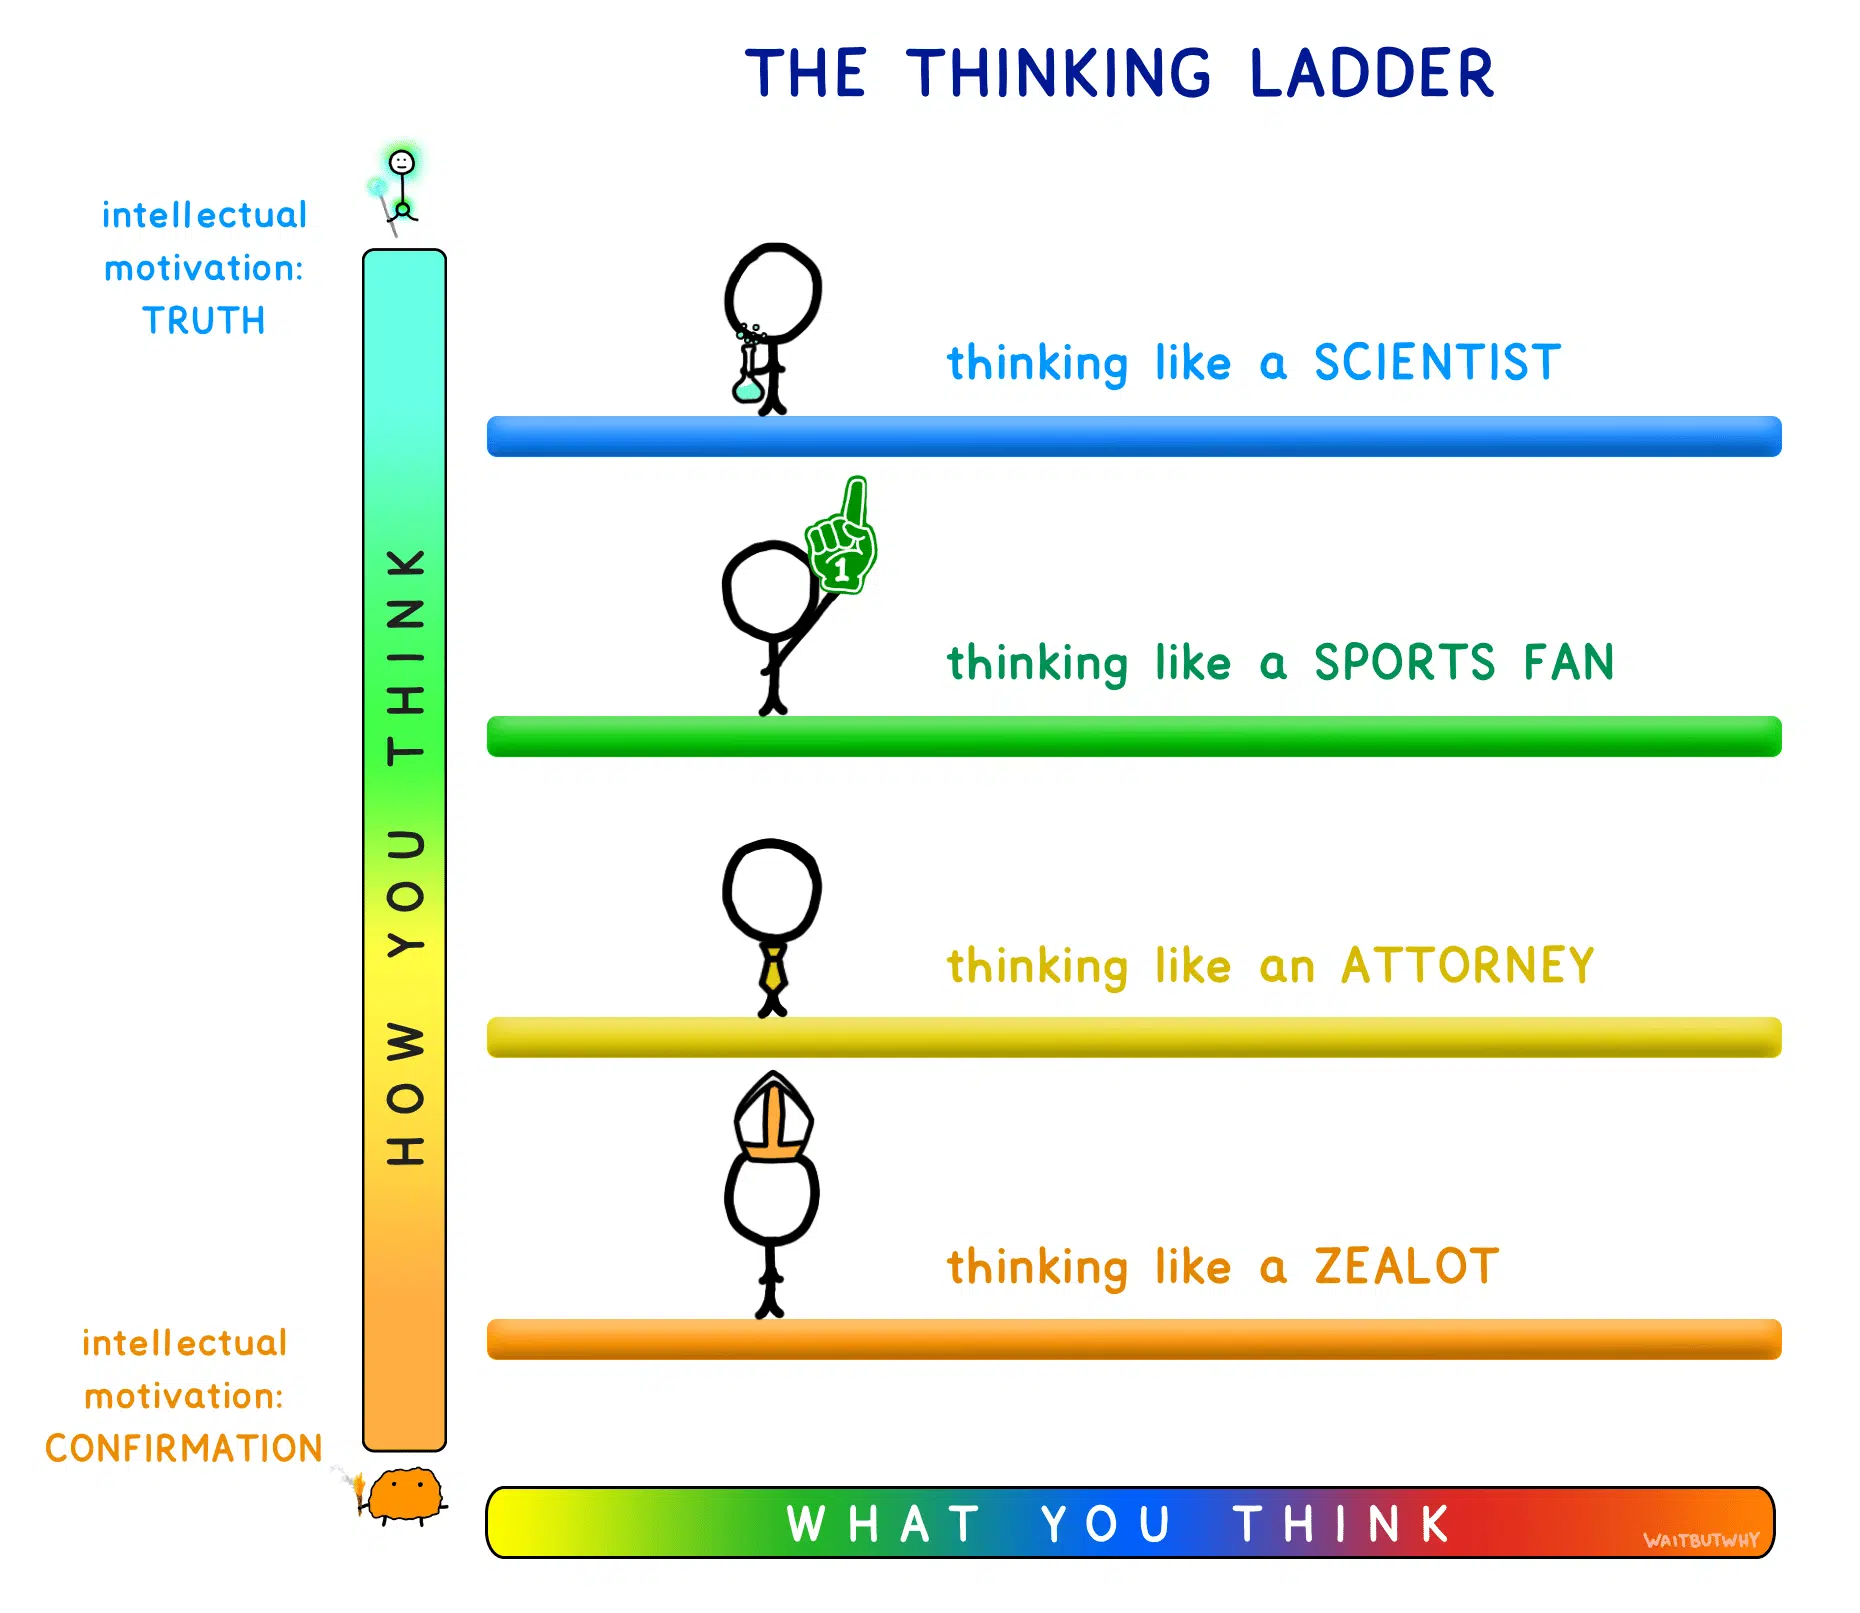 THE THINKING LADDER
intellectual
motivation:
TRUTH
thinking like a SCIENTIST
1
thinking like a SPORTS FAN
HOW YOU THINK
thinking like an ATTORNEY
thinking like a ZEALOT
intellectual
motivation:
CONFIRMATION
WHAT YOU THINK
WAITBUTWHY